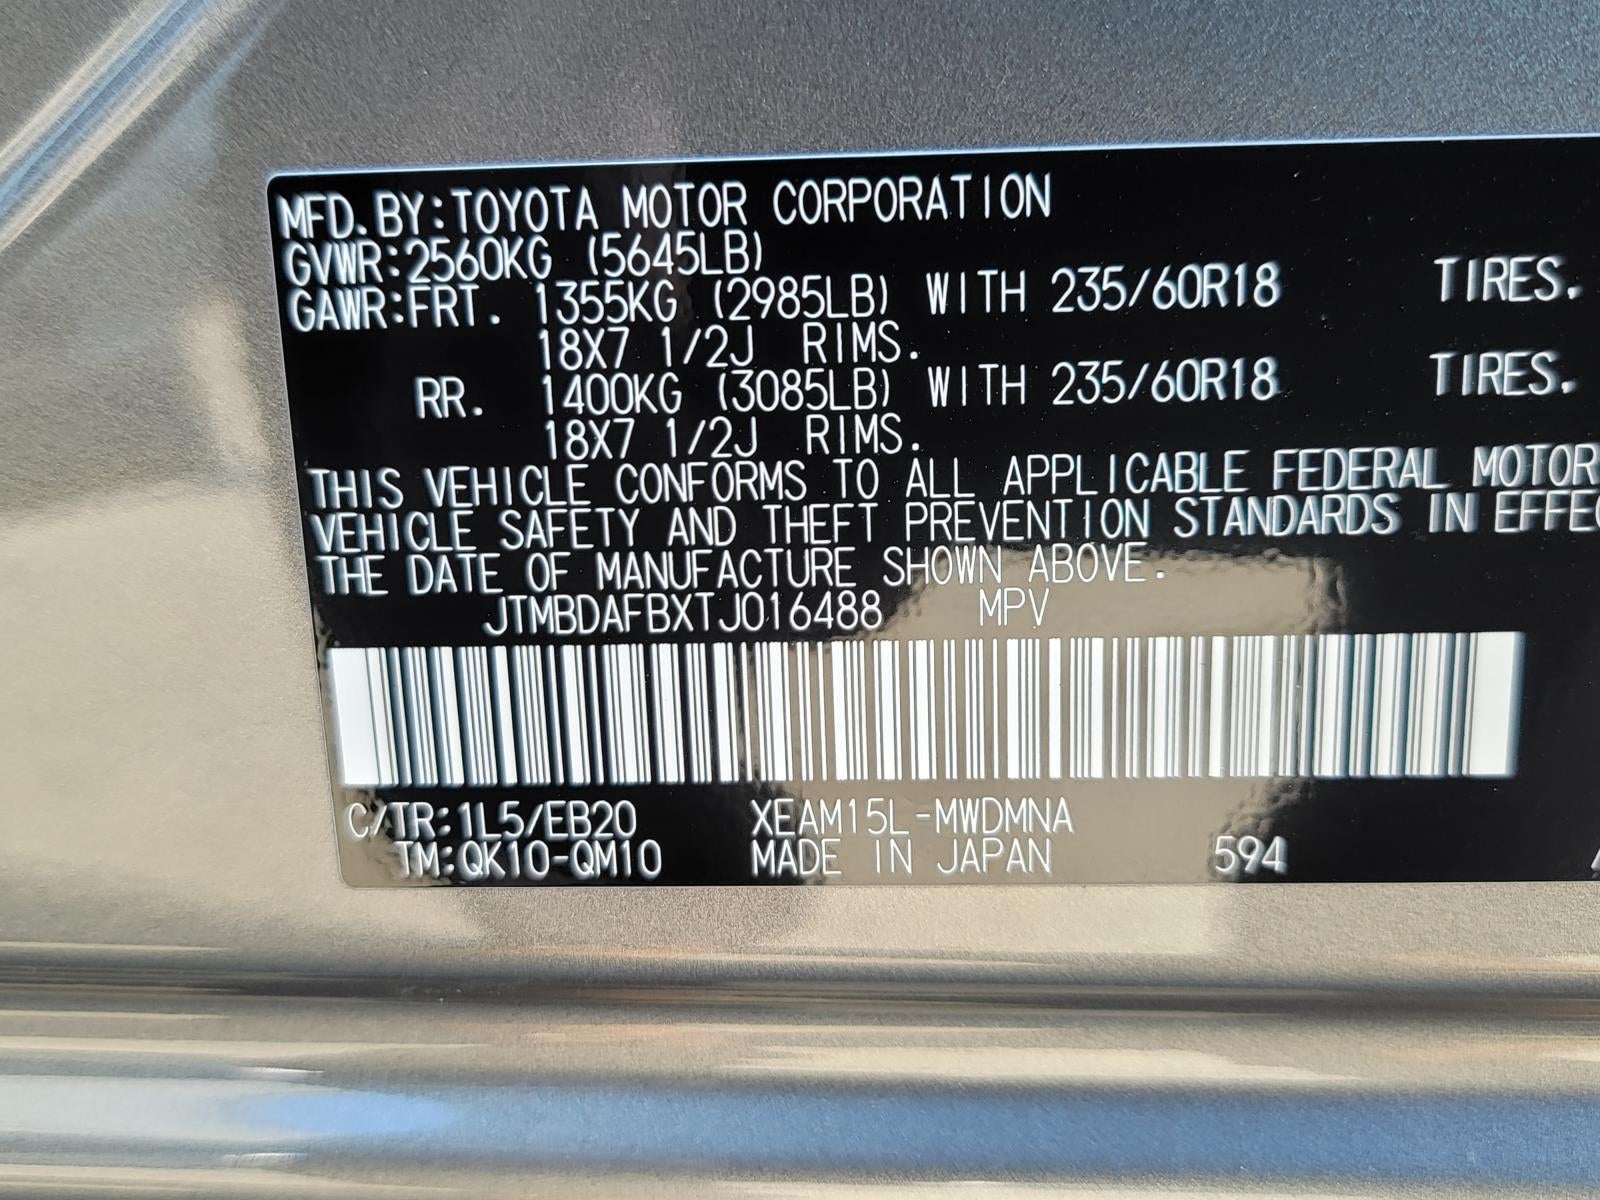 MFD.BY:TOYOTA MOTOR CORPORATION
GVWR:2560KG (5645LB)
GAWR:FRT. 1355KG (2985LB) WITH 235/60R18 TIRES.
18X7 1/2J RIMS.
RR. 1400KG (3085LB) WITH 235/60R18 TIRES.
18X7 1/2J RIMS.
THIS VEHICLE CONFORMS TO ALL APPLICABLE FEDERAL MOTOR
VEHICLE SAFETY AND THEFT PREVENTION STANDARDS IN EFFEC
THE DATE OF MANUFACTURE SHOWN ABOVE.
JTMBDAFBXTJ016488 MPV
C/TR:1L5/EB20 XEAM15L-MWDMNA
TM:QK10-QM10 MADE IN JAPAN 594